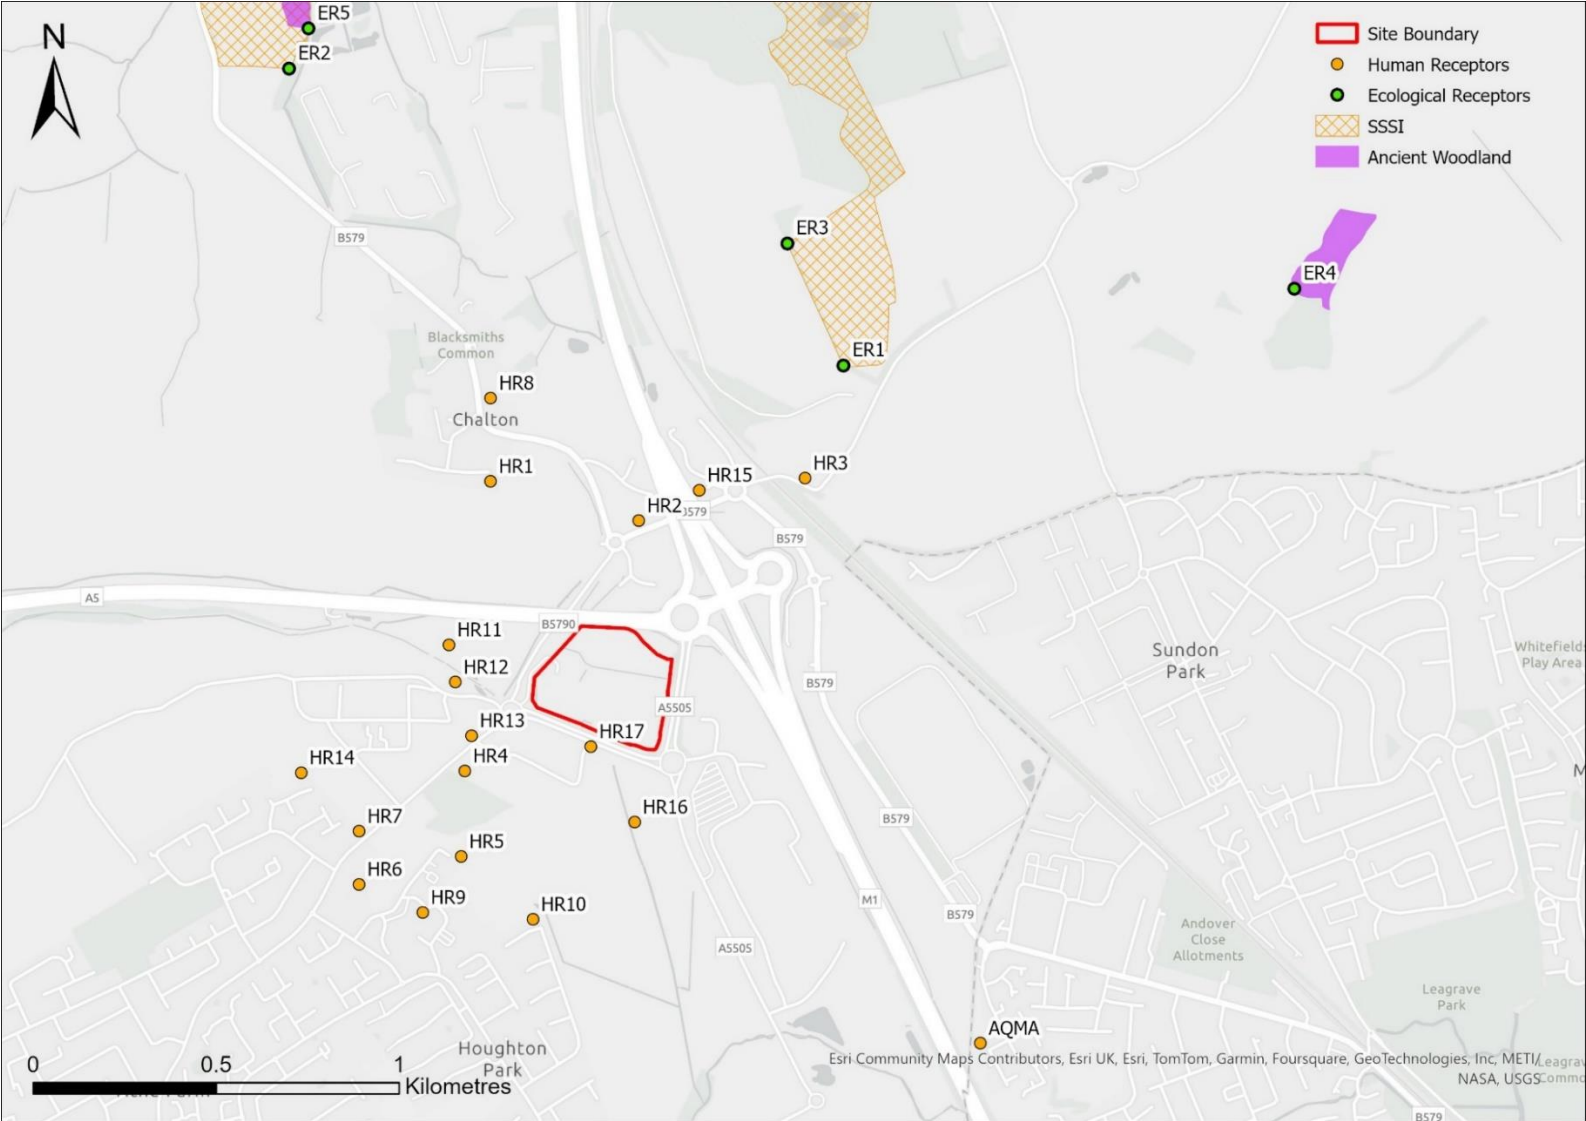 ER5
ER2
N
Site Boundary
Human Receptors
Ecological Receptors
SSSI
Ancient Woodland
B579
ER3
ER4
Blacksmiths
Common
ER1
HR8
Chalton
HR1
HR15
HR3
HR2
B579
A5
B5790
HR11
HR12
Sundon
Park
Whitefields
Play Area
B579
A5505
HR13
HR17
HR4
HR14
HR7
HR16
HR5
B579
HR6
HR9
HR10
M1
B579
Andover
Close
Allotments
A5505
Leagrave
Park
AQMA
Houghton
Park
0 0.5 1
Kilometres
Esri Community Maps Contributors, Esri UK, Esri, TomTom, Garmin, Foursquare, GeoTechnologies, Inc, METI/
NASA, USGS
B579